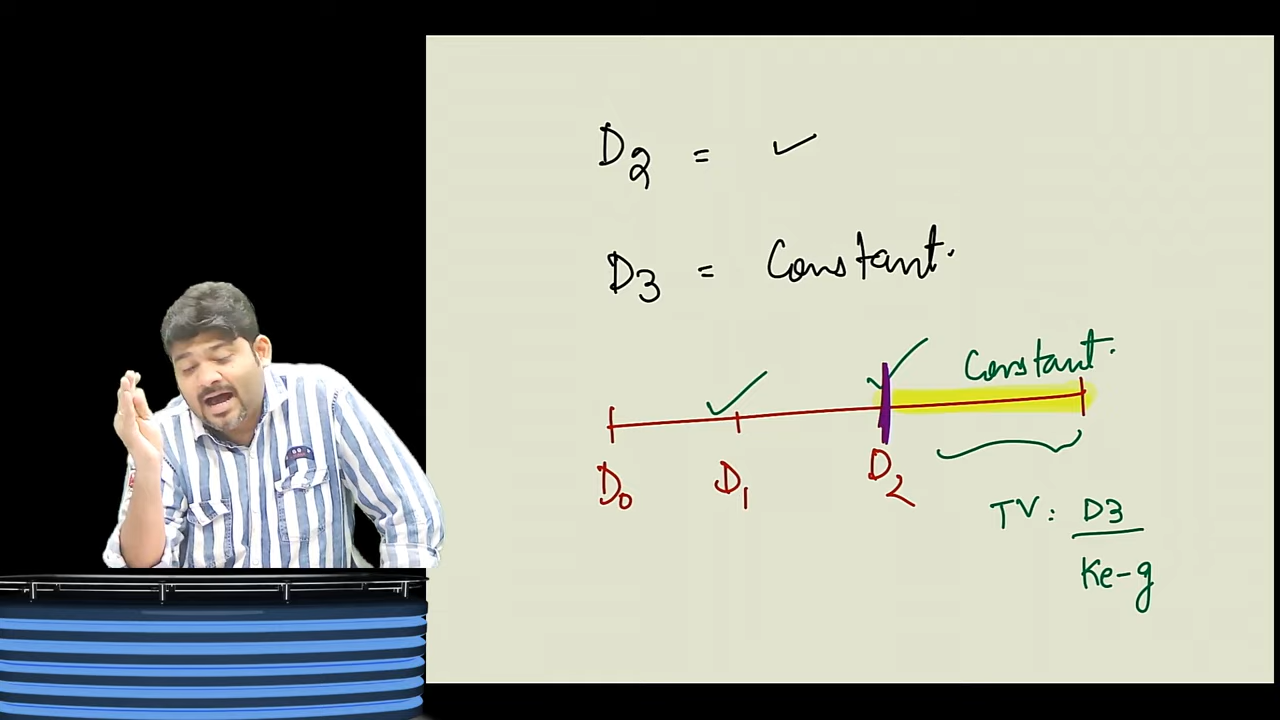 D2 = ✓
D3 = Constant.
Constant.
D0 D1 D2
TV: D3
Ke-g